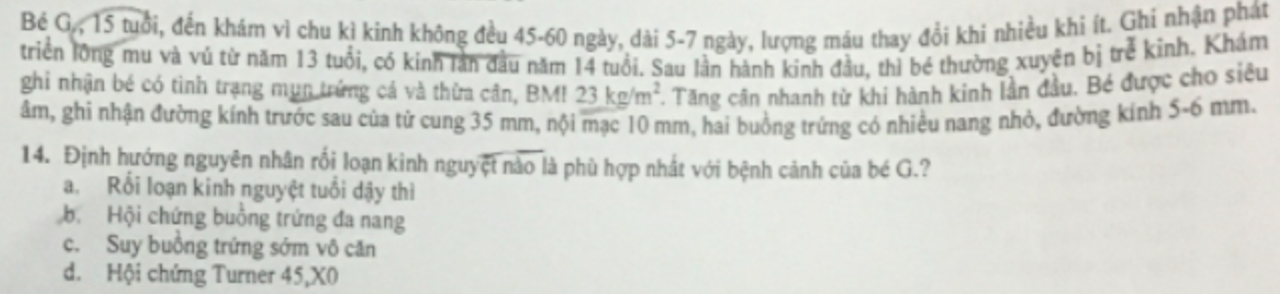 Bé G., 15 tuổi, đến khám vì chu kì kinh không đều 45-60 ngày, dài 5-7 ngày, lượng máu thay đổi khi nhiều khi ít. Ghi nhận phát
triển lông mu và vú từ năm 13 tuổi, có kinh lần đầu năm 14 tuổi. Sau lần hành kinh đầu, thì bé thường xuyên bị trễ kinh. Khám
ghi nhận bé có tình trạng mụn trứng cá và thừa cân, BMI 23 kg/m². Tăng cân nhanh từ khi hành kinh lần đầu. Bé được cho siêu
âm, ghi nhận đường kính trước sau của tử cung 35 mm, nội mạc 10 mm, hai buồng trứng có nhiều nang nhỏ, đường kính 5-6 mm.
14. Định hướng nguyên nhân rối loạn kinh nguyệt nào là phù hợp nhất với bệnh cảnh của bé G.?
a. Rối loạn kinh nguyệt tuổi dậy thì
b. Hội chứng buồng trứng đa nang
c. Suy buồng trứng sớm vô căn
d. Hội chứng Turner 45,X0